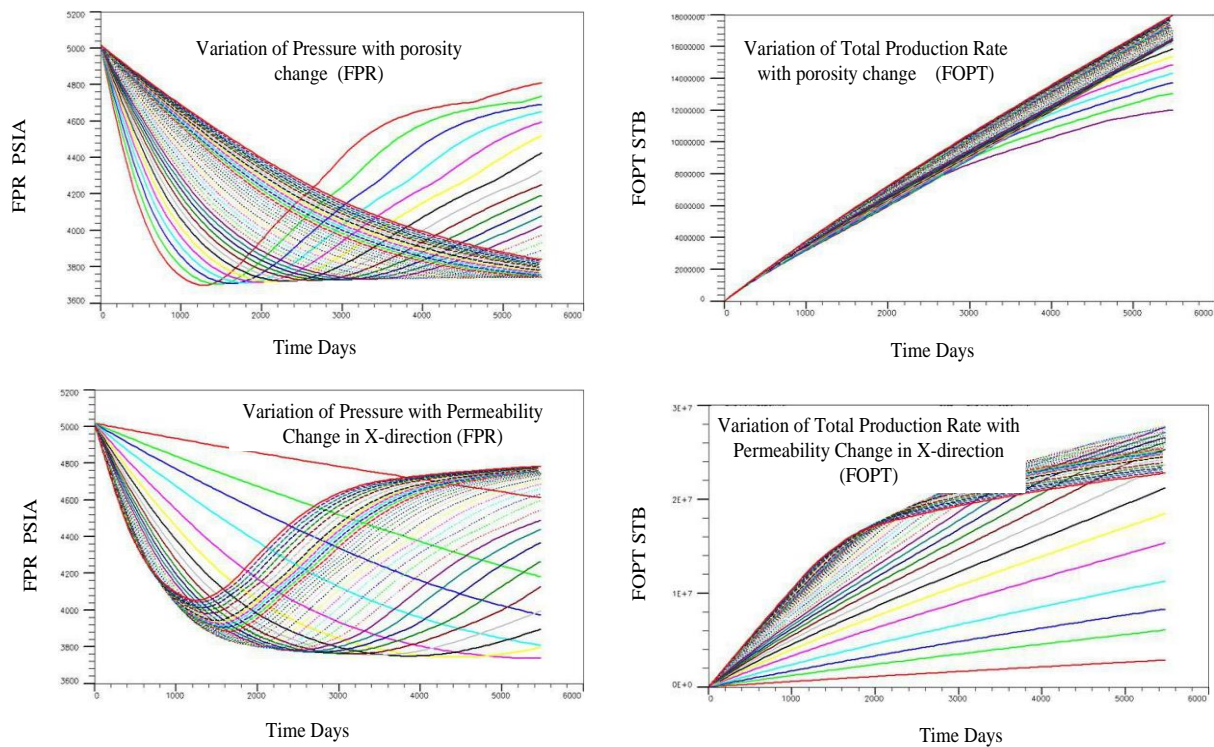 5200
5000
4800
4600
4400
4200
4000
3800
3600
0
1000
2000
3000
4000
5000
6000
FPR PSIA
Variation of Pressure with porosity
change (FPR)
Time Days
18000000
16000000
14000000
12000000
10000000
8000000
6000000
4000000
2000000
0
0
1000
2000
3000
4000
5000
6000
FOPT STB
Variation of Total Production Rate
with porosity change (FOPT)
Time Days
5200
5000
4800
4600
4400
4200
4000
3800
3600
0
1000
2000
3000
4000
5000
6000
FPR PSIA
Variation of Pressure with Permeability
Change in X-direction (FPR)
Time Days
3E+7
2E+7
1E+7
0E+0
0
1000
2000
3000
4000
5000
6000
FOPT STB
Variation of Total Production Rate with
Permeability Change in X-direction
(FOPT)
Time Days